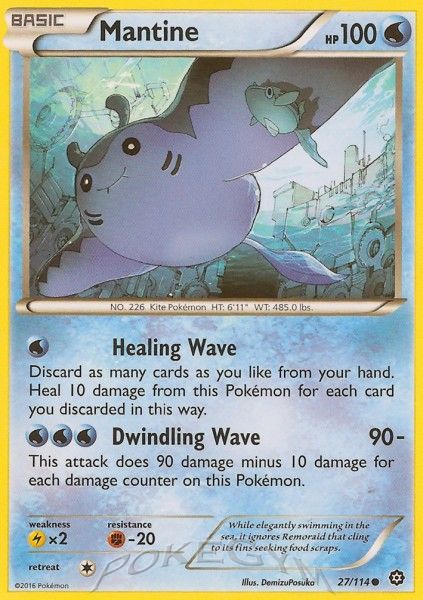 BASIC
Mantine
HP 100
NO. 226 Kite Pokémon HT: 6'11" WT: 485.0 lbs.
Healing Wave
Discard as many cards as you like from your hand.
Heal 10 damage from this Pokémon for each card
you discarded in this way.
Dwindling Wave 90-
This attack does 90 damage minus 10 damage for
each damage counter on this Pokémon.
weakness
×2
resistance
-20
retreat
While elegantly swimming in the
sea, it ignores Remoraid that cling
to its fins seeking food scraps.
©2016 Pokémon
Illus. DemizuPosuka
27/114
POKEGYM